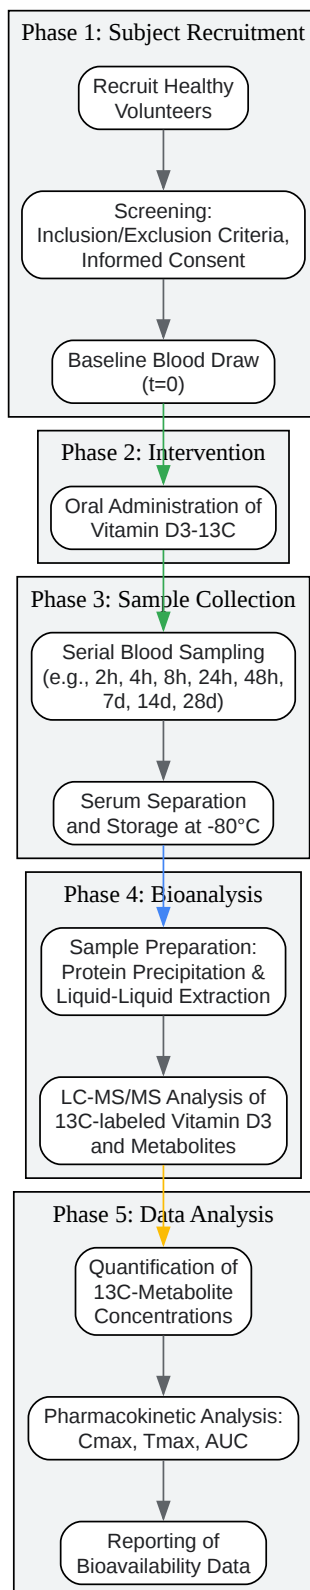 Phase 1: Subject Recruitment
Recruit Healthy
Volunteers
Screening:
Inclusion/Exclusion Criteria,
Informed Consent
Baseline Blood Draw
(t=0)
Phase 2: Intervention
Oral Administration of
Vitamin D3-13C
Phase 3: Sample Collection
Serial Blood Sampling
(e.g., 2h, 4h, 8h, 24h, 48h,
7d, 14d, 28d)
Serum Separation
and Storage at -80°C
Phase 4: Bioanalysis
Sample Preparation:
Protein Precipitation &
Liquid-Liquid Extraction
LC-MS/MS Analysis of
13C-labeled Vitamin D3
and Metabolites
Phase 5: Data Analysis
Quantification of
13C-Metabolite
Concentrations
Pharmacokinetic Analysis:
Cmax, Tmax, AUC
Reporting of
Bioavailability Data